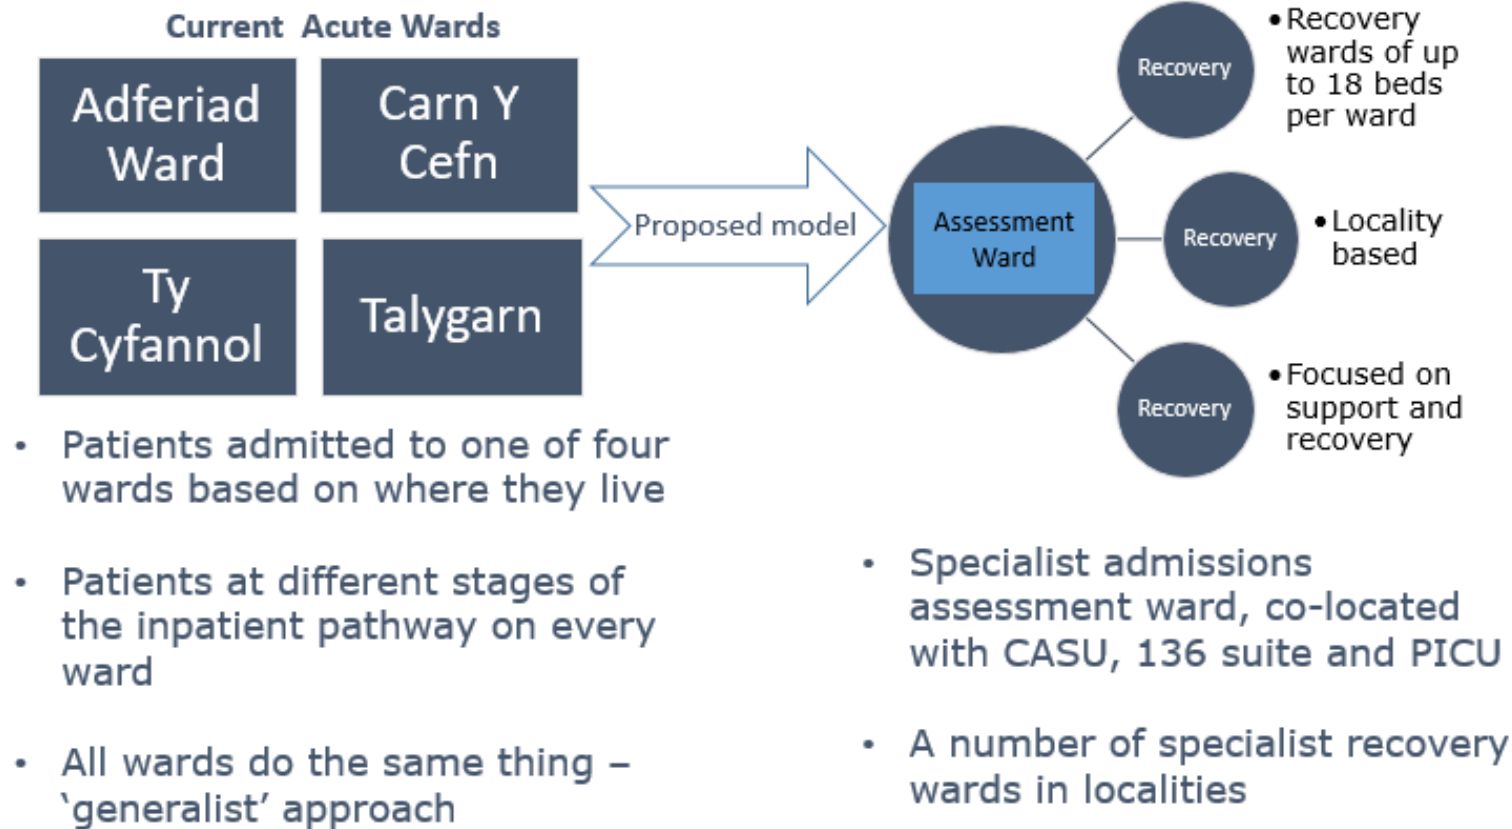 Current Acute Wards
Adferiad
Ward
Carn Y
Cefn
Ty
Cyfannol
Talygarn
Proposed model
Assessment
Ward
Recovery
•Recovery
wards of up
to 18 beds
per ward
Recovery
•Locality
based
Recovery
•Focused on
support and
recovery
• Patients admitted to one of four
wards based on where they live
• Patients at different stages of
the inpatient pathway on every
ward
• All wards do the same thing –
‘generalist’ approach
• Specialist admissions
assessment ward, co-located
with CASU, 136 suite and PICU
• A number of specialist recovery
wards in localities